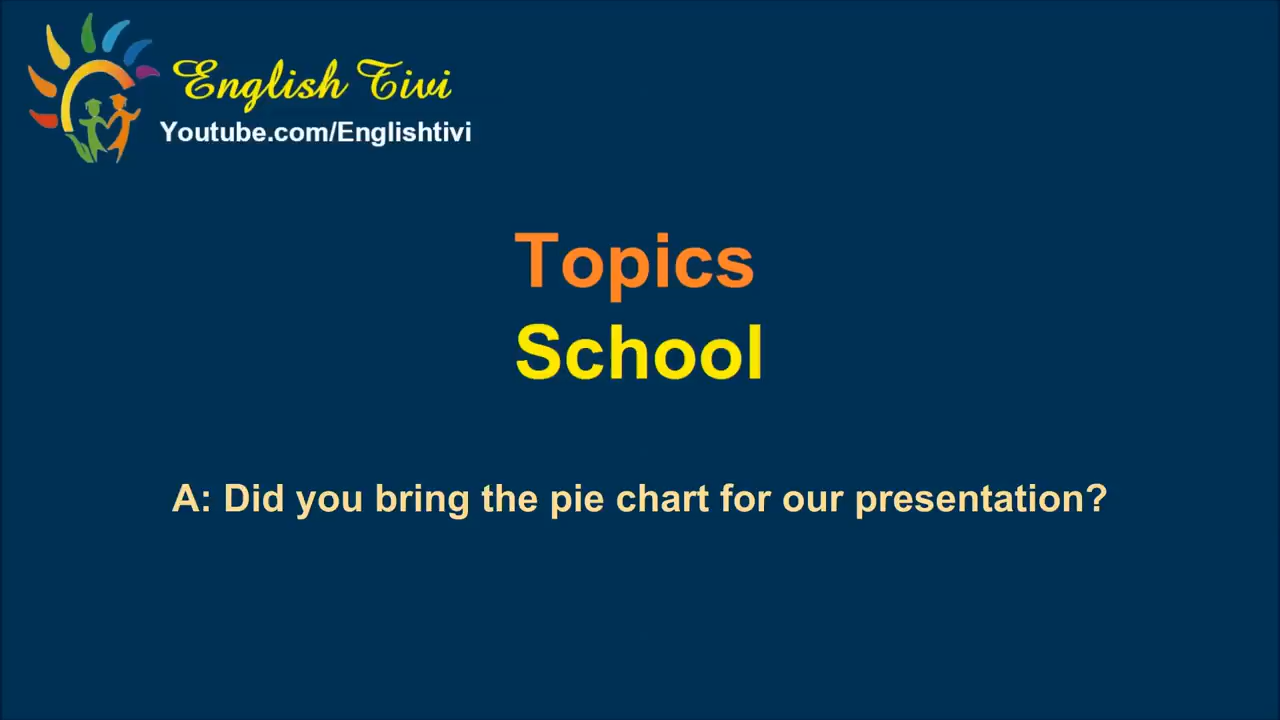 English Tivi
Youtube.com/Englishtivi
Topics
School
A: Did you bring the pie chart for our presentation?